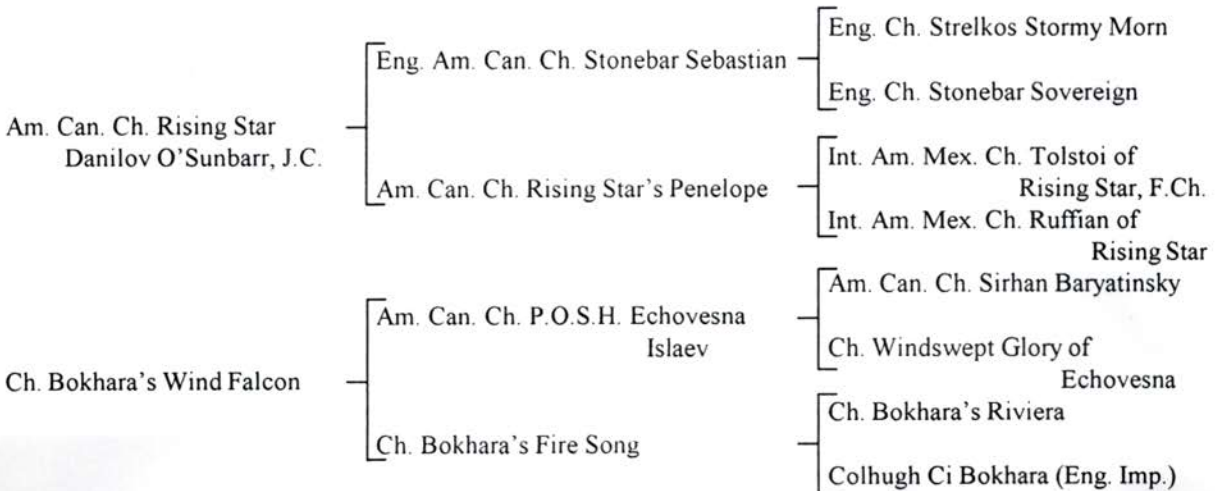 Eng. Ch. Strelkos Stormy Morn
Eng. Am. Can. Ch. Stonebar Sebastian
Eng. Ch. Stonebar Sovereign
Am. Can. Ch. Rising Star
Danilov O'Sunbarr, J.C.
Int. Am. Mex. Ch. Tolstoi of
Rising Star, F.Ch.
Am. Can. Ch. Rising Star's Penelope
Int. Am. Mex. Ch. Ruffian of
Rising Star
Am. Can. Ch. Sirhan Baryatinsky
Am. Can. Ch. P.O.S.H. Echovesna
Islaev
Ch. Windswept Glory of
Echovesna
Ch. Bokhara's Wind Falcon
Ch. Bokhara's Riviera
Ch. Bokhara's Fire Song
Colhugh Ci Bokhara (Eng. Imp.)